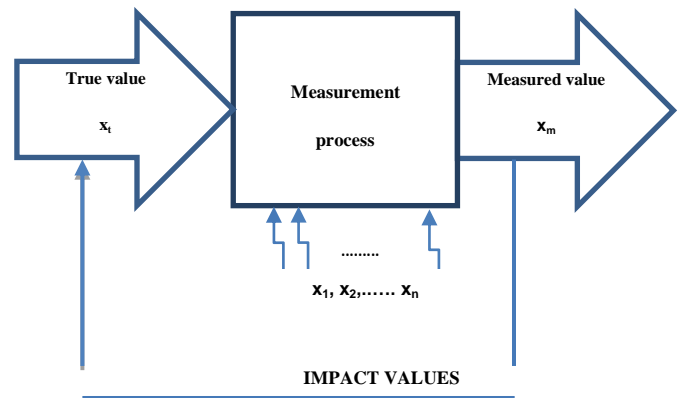 True value
xₜ
Measurement
process
Measured value
xₘ
.........
x₁, x₂,...... xₙ
IMPACT VALUES